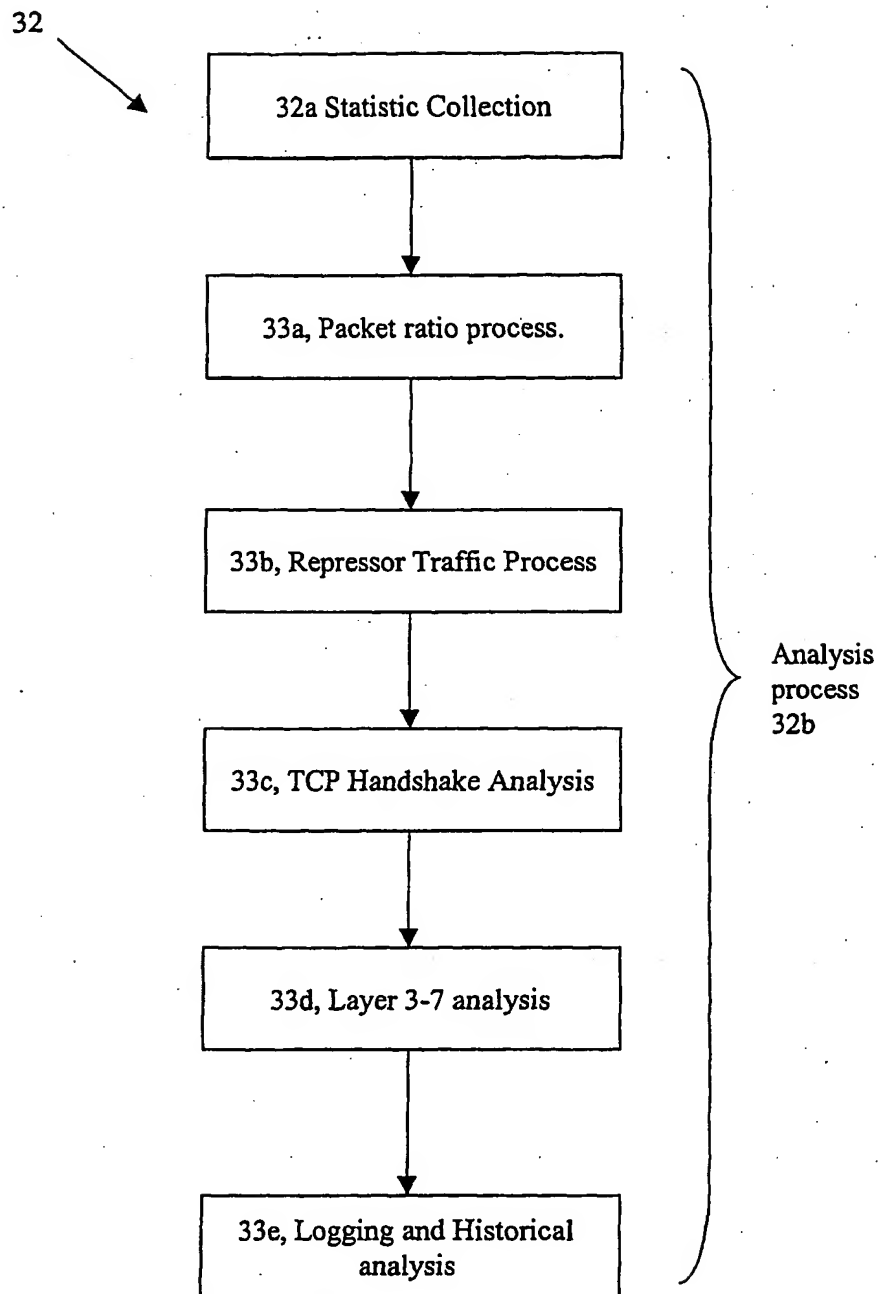 32
32a Statistic Collection
33a, Packet ratio process.
33b, Repressor Traffic Process
33c, TCP Handshake Analysis
33d, Layer 3-7 analysis
33e, Logging and Historical
analysis
Analysis
process
32b